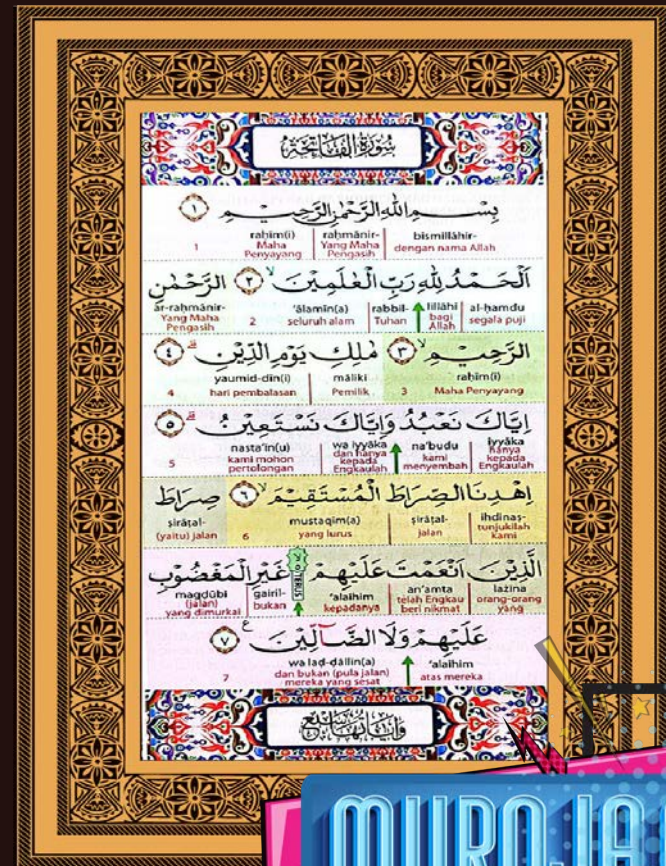 سُورَةُ الْفَاتِحَةِ
بِسْمِ اللهِ الرَّحْمٰنِ الرَّحِيْمِ ١
bismillāhir- raḥmānir- raḥīm(i)
dengan nama Allah Yang Maha Pengasih Maha Penyayang 1
اَلْحَمْدُ لِلّٰهِ رَبِّ الْعٰلَمِيْنَ ۙ ٢ الرَّحْمٰنِ
al-ḥamdu lillāhi rabbil- 'ālamīn(a) ar-raḥmānir-
segala puji bagi Allah Tuhan seluruh alam 2 Yang Maha Pengasih
الرَّحِيْمِ ۙ ٣ مٰلِكِ يَوْمِ الدِّيْنِ ۗ ٤
raḥīm(i) māliki yaumid-dīn(i)
Maha Penyayang 3 Pemilik hari pembalasan 4
اِيَّاكَ نَعْبُدُ وَاِيَّاكَ نَسْتَعِيْنُ ۗ ٥
iyyāka na'budu wa iyyāka nasta'īn(u)
hanya kepada Engkaulah kami menyembah dan hanya kepada Engkaulah kami mohon pertolongan 5
اِهْدِنَا الصِّرَاطَ الْمُسْتَقِيْمَ ۙ ٦ صِرَاطَ
ihdinaṣ- ṣirāṭal- mustaqīm(a) ṣirāṭal-
tunjukilah kami jalan yang lurus 6 (yaitu) jalan
الَّذِيْنَ اَنْعَمْتَ عَلَيْهِمْ ۙ۬ غَيْرِ الْمَغْضُوْبِ
TERUS
lażīna an'amta 'alaihim gairil- magḍūbi
orang-orang yang telah Engkau beri nikmat kepadanya bukan (jalan) yang dimurkai
عَلَيْهِمْ وَلَا الضَّاۤلِّيْنَ ࣖ ٧
'alaihim wa laḍ-ḍāllīn(a)
atas mereka dan bukan (pula jalan) mereka yang sesat 7
MUROJA